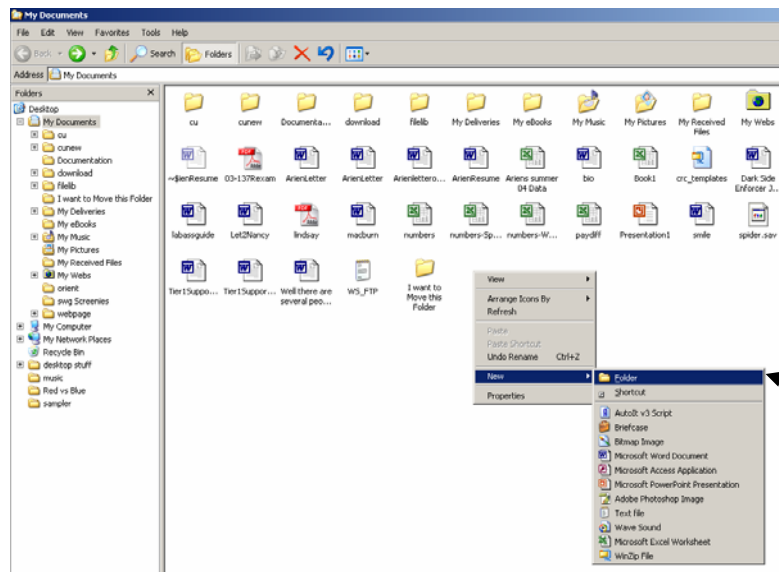 My Documents
File Edit View Favorites Tools Help
Back Search Folders
Address My Documents
Folders
Desktop
My Documents
cu
cunew
Documentation
download
filelib
I want to Move this Folder
My Deliveries
My eBooks
My Music
My Pictures
My Received Files
My Webs
orient
swg Screenies
webpage
My Computer
My Network Places
Recycle Bin
desktop stuff
music
Red vs Blue
sampler
cu cunew Documenta... download filelib My Deliveries My eBooks My Music My Pictures My Received My Webs
Files
~$ienResume 03-137Rexam ArienLetter ArienLetter Arienlettero... ArienResume Ariens summer bio Book1 crc_templates Dark Side
04 Data Enforcer J...
labassguide Let2Nancy lindsay macburn numbers numbers-Sp... numbers-W... paydiff Presentation1 smile spider.sav
Tier1Suppo... Tier1Suppor... Well there are WS_FTP I want to
several peo... Move this
Folder
View
Arrange Icons By
Refresh
Paste
Paste Shortcut
Undo Rename Ctrl+Z
New
Properties
Folder
Shortcut
AutoIt v3 Script
Briefcase
Bitmap Image
Microsoft Word Document
Microsoft Access Application
Microsoft PowerPoint Presentation
Adobe Photoshop Image
Text file
Wave Sound
Microsoft Excel Worksheet
WinZip File